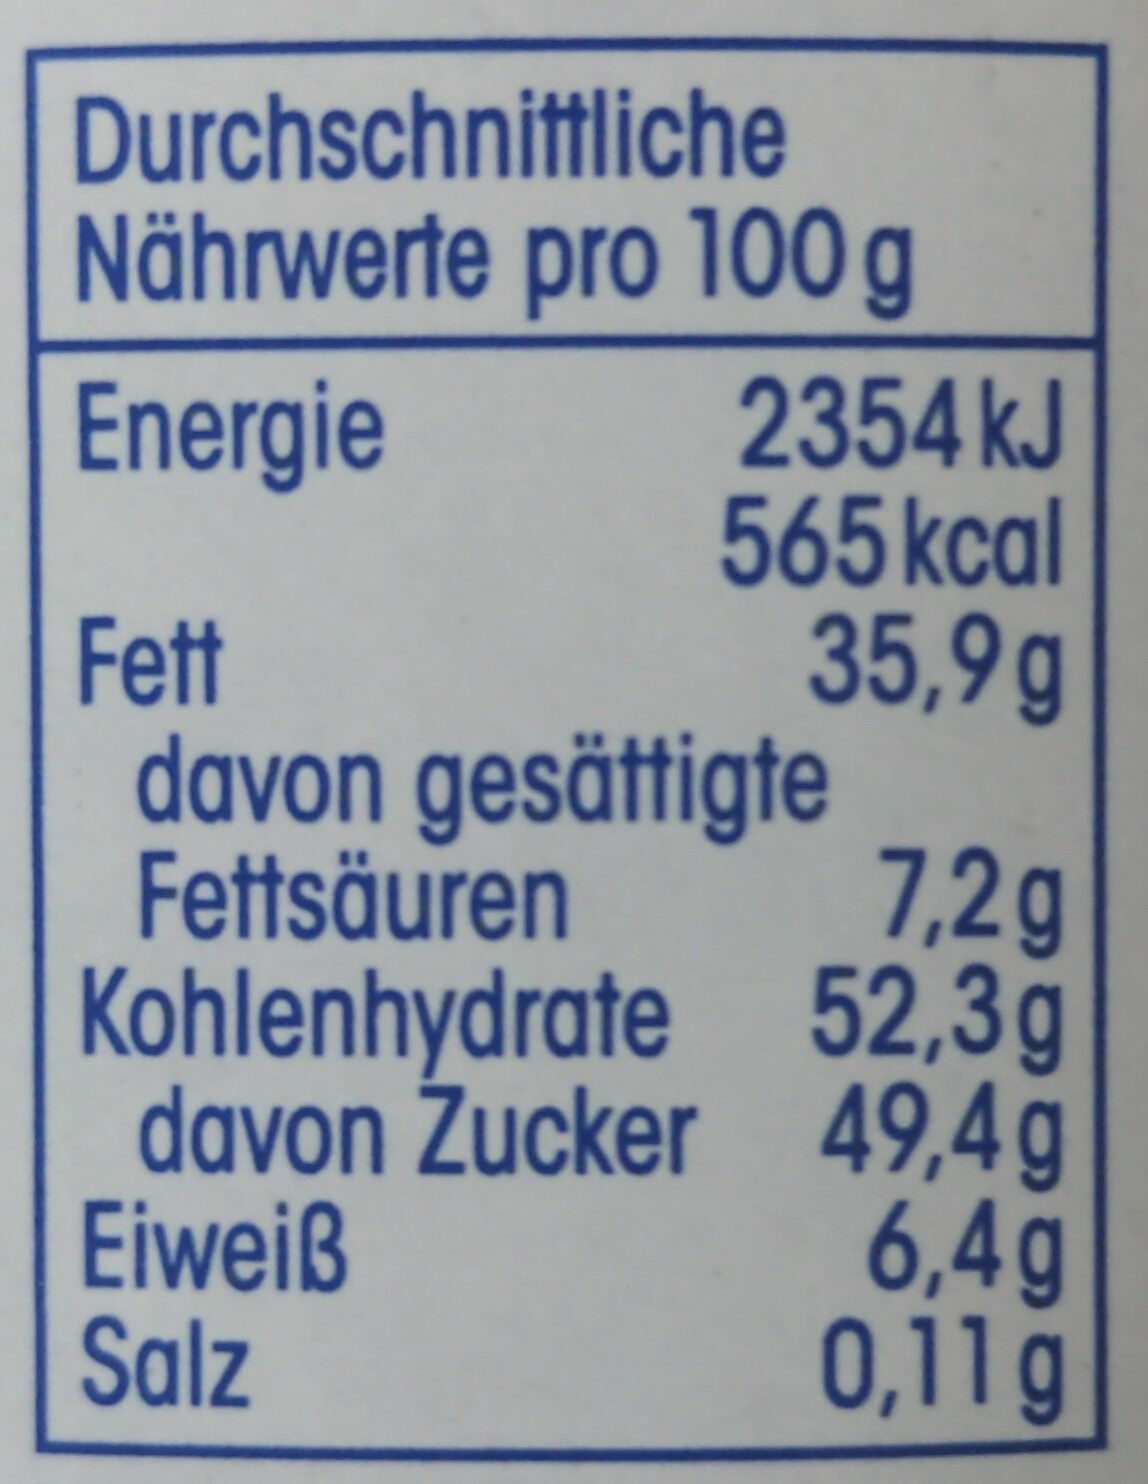 Durchschnittliche
Nährwerte pro 100 g
Energie 2354 kJ
565 kcal
Fett 35,9 g
davon gesättigte
Fettsäuren 7,2 g
Kohlenhydrate 52,3 g
davon Zucker 49,4 g
Eiweiß 6,4 g
Salz 0,11 g